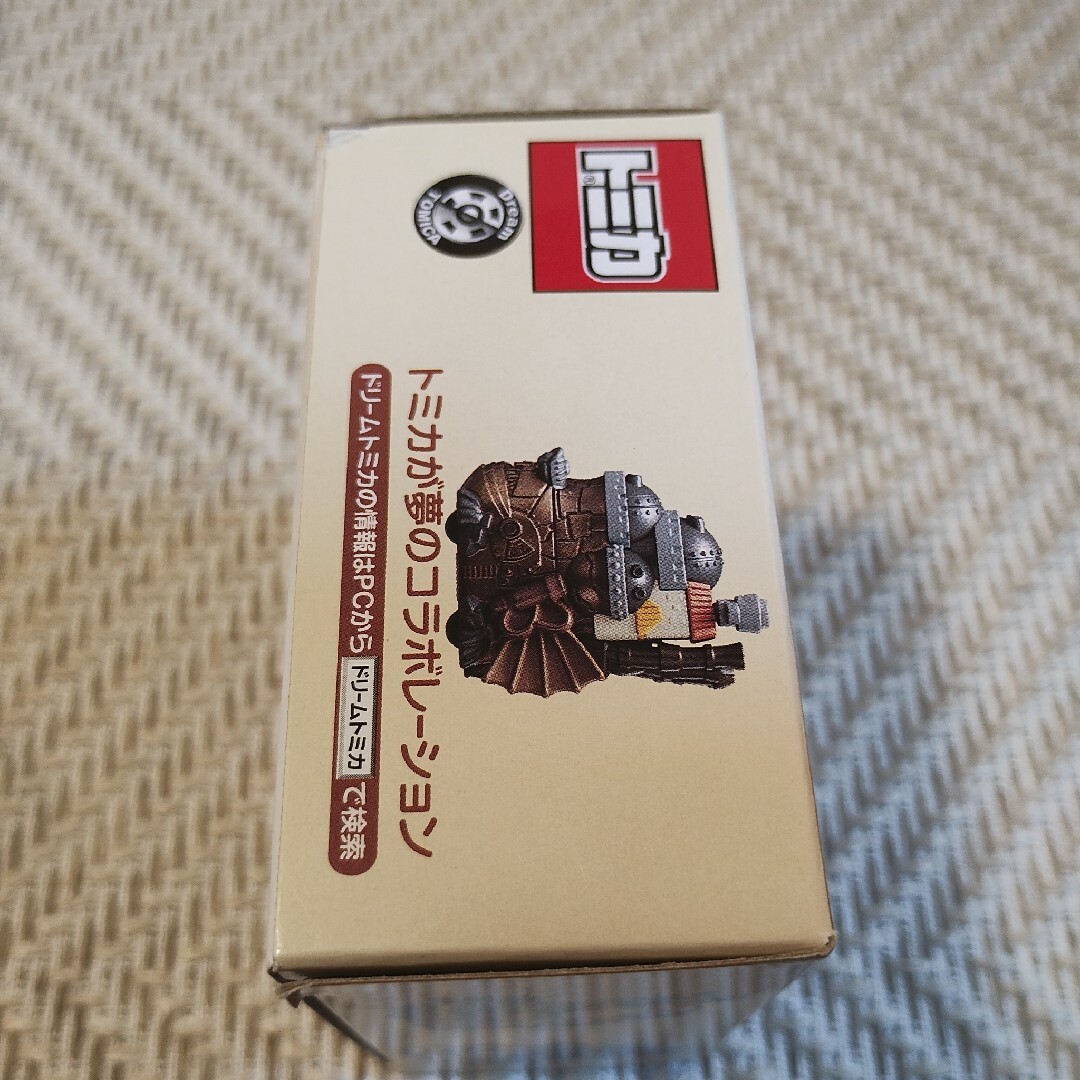 トミカ®
Dream TOMICA
トミカが夢のコラボレーション
ドリームトミカの情報はPCから ドリームトミカ で検索